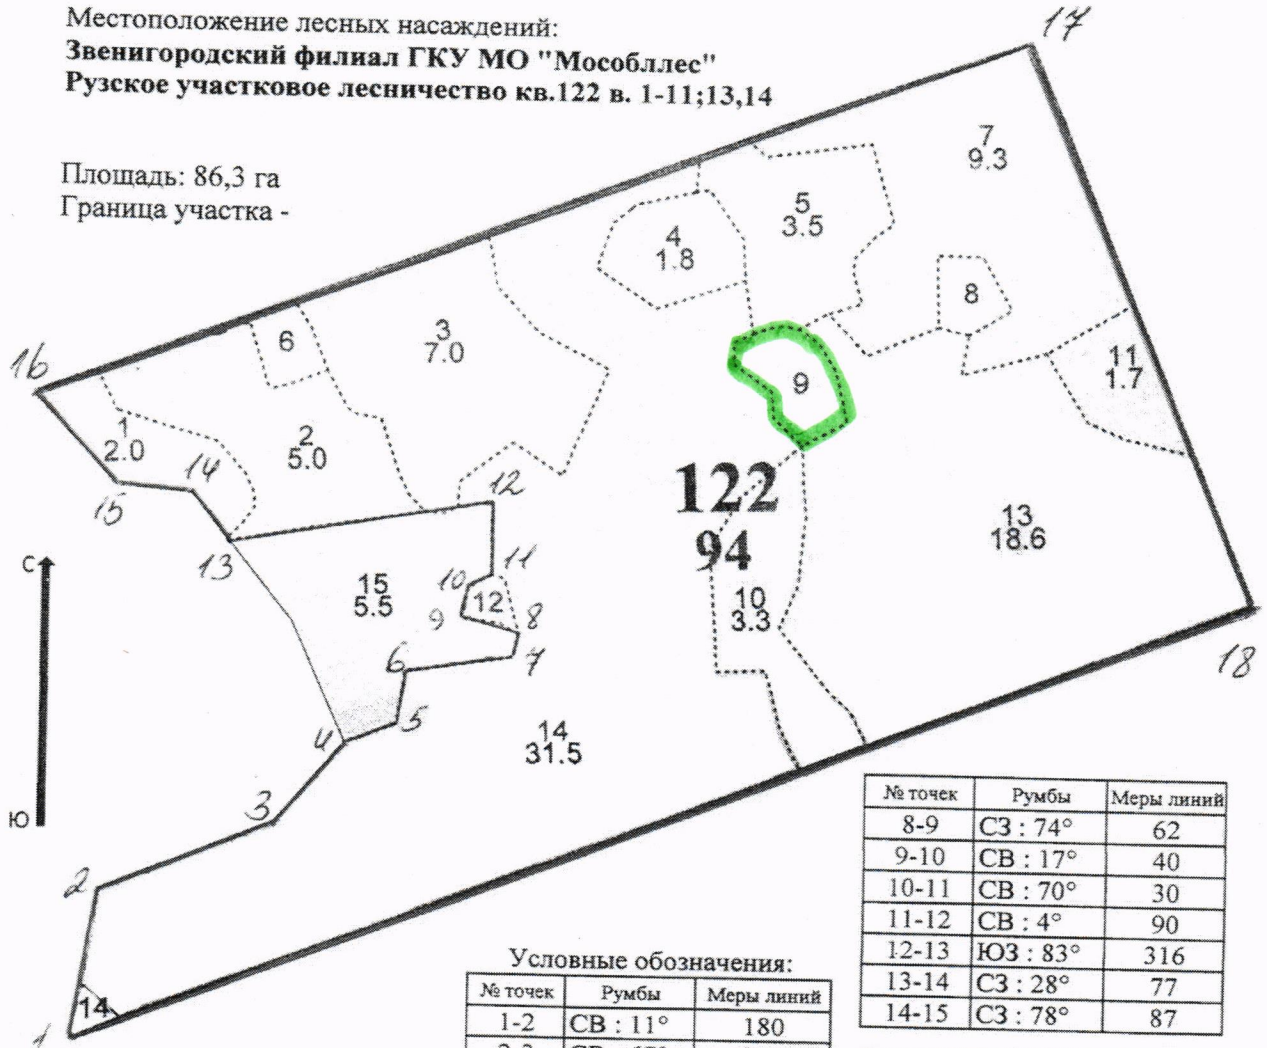 Местоположение лесных насаждений:
Звенигородский филиал ГКУ МО "Мособллес"
Рузское участковое лесничество кв.122 в. 1-11;13,14
Площадь: 86,3 га
Граница участка -
17
7
9.3
5
3.5
4
1.8
8
6
3
7.0
16
9
11
1.7
1
2.0
2
5.0
14
12
15
122
94
13
18.6
13
11
С
15
5.5
10
12
9
8
10
3.3
6
7
18
5
4
14
31.5
3
Ю
2
14
1
№ точек Румбы Меры линий
8-9 СЗ : 74° 62
9-10 СВ : 17° 40
10-11 СВ : 70° 30
11-12 СВ : 4° 90
12-13 ЮЗ : 83° 316
13-14 СЗ : 28° 77
14-15 СЗ : 78° 87
Условные обозначения:
№ точек Румбы Меры линий
1-2 СВ : 11° 180